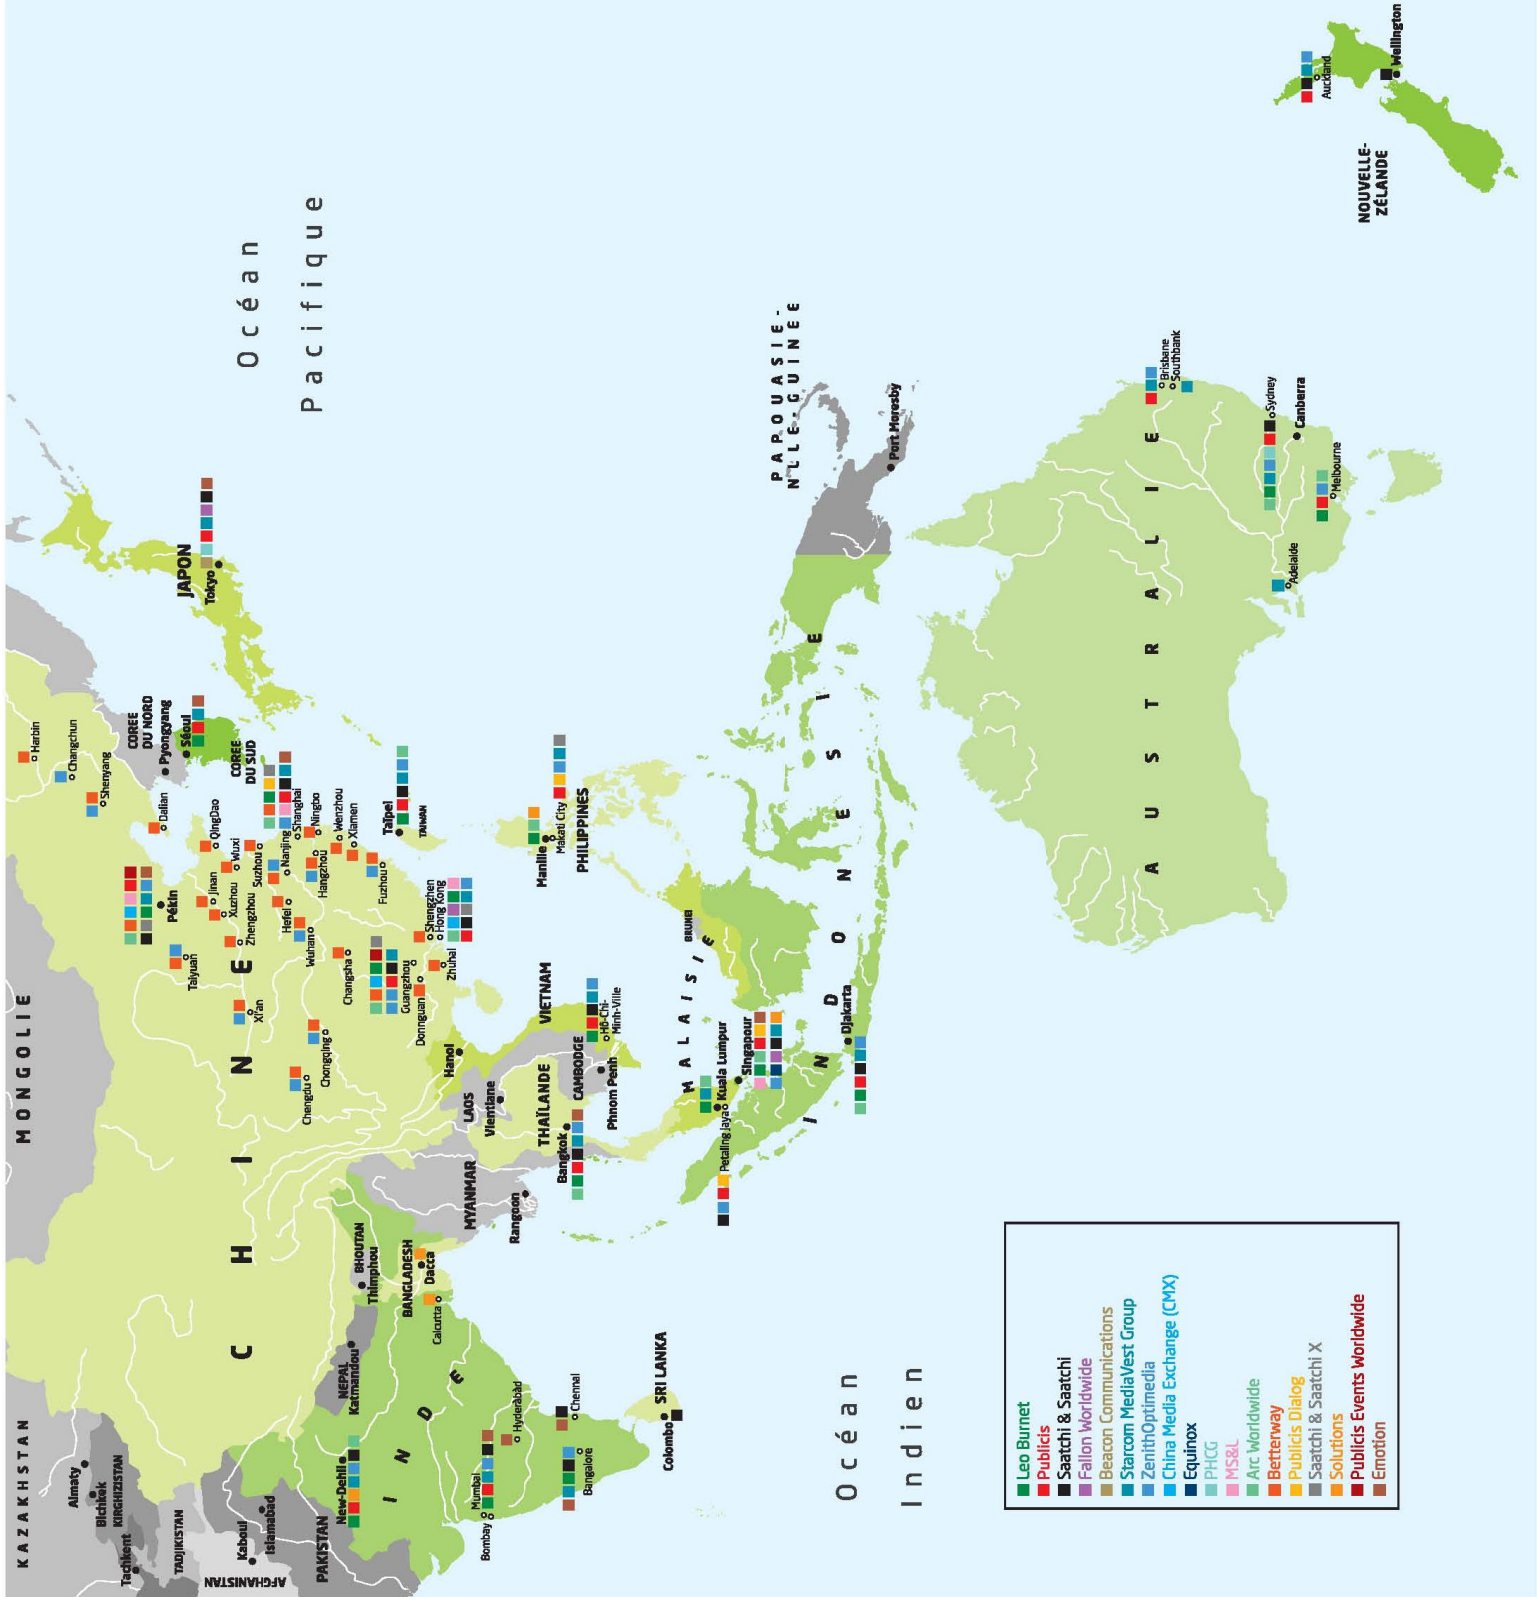 KAZAKHSTAN
MONGOLIE
Almaty
Bichkek
KIRGHIZISTAN
Tachkent
TADJIKISTAN
Kaboul
AFGHANISTAN
Islamabad
PAKISTAN
CHINE
Harbin
Changchun
Shenyang
Dalian
Pékin
Taiyuan
QingDao
Jinan
Xuzhou
Wuxi
Zhengzhou
Xi'an
Suzhou
Nanjing
Shanghai
Hefei
Wuhan
Ningbo
Hangzhou
Chengdu
Chongqing
Wenzhou
Xiamen
Changsha
Fuzhou
Guangzhou
Donnguan
Shengzhen
Hong Kong
Zhuhai
COREE
DU NORD
Pyongyang
Séoul
COREE
DU SUD
JAPON
Tokyo
Océan
Pacifique
Taïpei
TAIWAN
NEPAL
Katmandou
BHOUTAN
Thimphou
BANGLADESH
Dacca
INDE
New-Dehli
Calcutta
Mumbai
Bombay
Hyderàbàd
Chennai
Bangalore
SRI LANKA
Colombo
MYANMAR
Rangoon
LAOS
Vientiane
Hanoï
VIETNAM
THAÏLANDE
Bangkok
CAMBODGE
Phnom Penh
Hô-Chi-
Minh-Ville
Manille
Makati City
PHILIPPINES
BRUNEI
MALAISIE
Kuala Lumpur
Petaling Jaya
Singapour
INDONESIE
Djakarta
PAPOUASIE-
NLLE-GUINEE
Port Moresby
Océan
Indien
AUSTRALIE
Brisbane
Southbank
Sydney
Canberra
Melbourne
Adelaide
NOUVELLE-
ZÉLANDE
Auckland
Wellington
Leo Burnet
Publicis
Saatchi & Saatchi
Fallon Worldwide
Beacon Communications
Starcom MediaVest Group
ZenithOptimedia
China Media Exchange (CMX)
Equinox
PHCG
MS&L
Arc Worldwide
Betterway
Publicis Dialog
Saatchi & Saatchi X
Solutions
Publicis Events Worldwide
Emotion